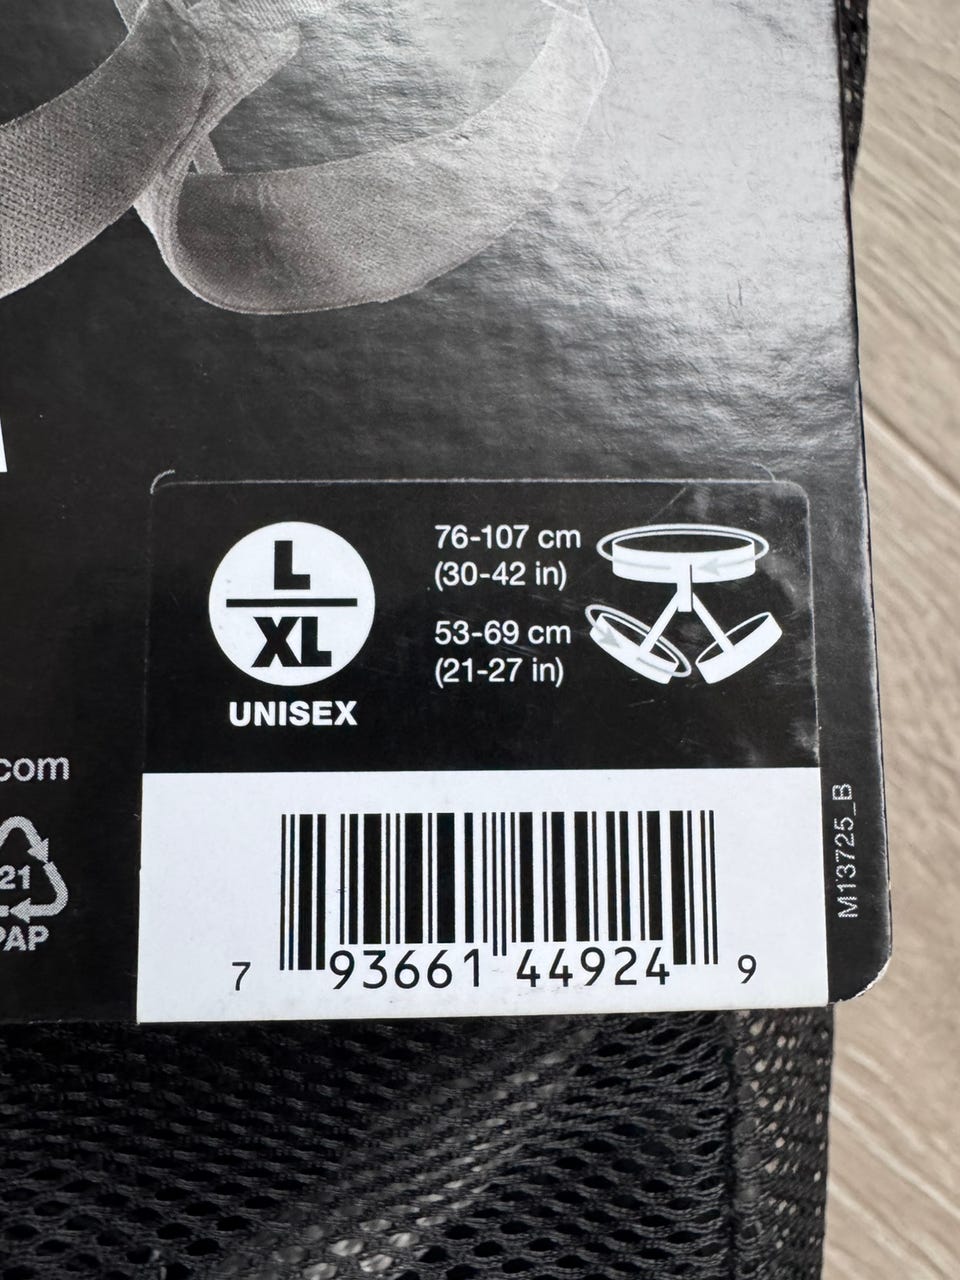 L
XL
UNISEX
76-107 cm
(30-42 in)
53-69 cm
(21-27 in)
com
21
PAP
M13725_B
7 93661 44924 9